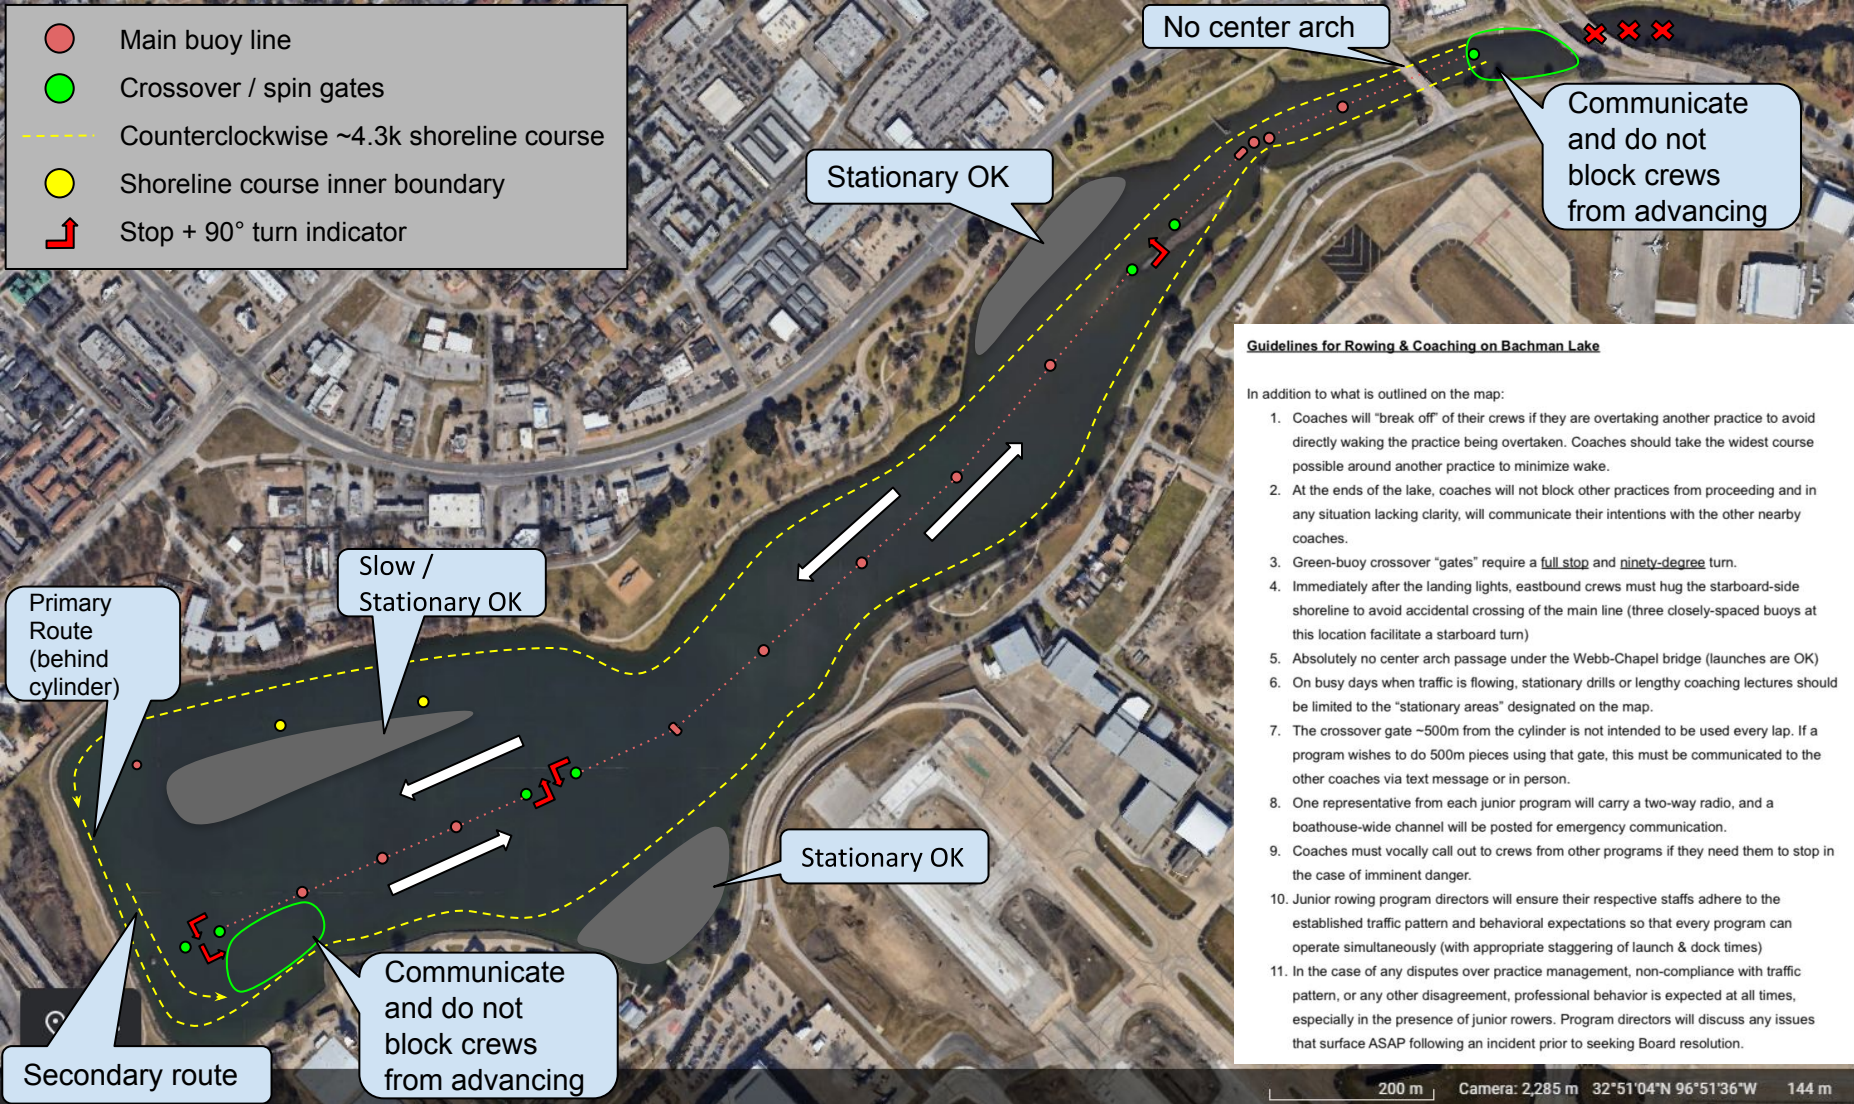 Main buoy line
Crossover / spin gates
Counterclockwise ~4.3k shoreline course
Shoreline course inner boundary
Stop + 90° turn indicator
No center arch
Communicate
and do not
block crews
from advancing
Stationary OK
Slow /
Stationary OK
Primary
Route
(behind
cylinder)
Stationary OK
Communicate
and do not
block crews
from advancing
Secondary route
Guidelines for Rowing & Coaching on Bachman Lake
In addition to what is outlined on the map:
1. Coaches will “break off” of their crews if they are overtaking another practice to avoid
directly waking the practice being overtaken. Coaches should take the widest course
possible around another practice to minimize wake.
2. At the ends of the lake, coaches will not block other practices from proceeding and in
any situation lacking clarity, will communicate their intentions with the other nearby
coaches.
3. Green-buoy crossover “gates” require a full stop and ninety-degree turn.
4. Immediately after the landing lights, eastbound crews must hug the starboard-side
shoreline to avoid accidental crossing of the main line (three closely-spaced buoys at
this location facilitate a starboard turn)
5. Absolutely no center arch passage under the Webb-Chapel bridge (launches are OK)
6. On busy days when traffic is flowing, stationary drills or lengthy coaching lectures should
be limited to the “stationary areas” designated on the map.
7. The crossover gate ~500m from the cylinder is not intended to be used every lap. If a
program wishes to do 500m pieces using that gate, this must be communicated to the
other coaches via text message or in person.
8. One representative from each junior program will carry a two-way radio, and a
boathouse-wide channel will be posted for emergency communication.
9. Coaches must vocally call out to crews from other programs if they need them to stop in
the case of imminent danger.
10. Junior rowing program directors will ensure their respective staffs adhere to the
established traffic pattern and behavioral expectations so that every program can
operate simultaneously (with appropriate staggering of launch & dock times)
11. In the case of any disputes over practice management, non-compliance with traffic
pattern, or any other disagreement, professional behavior is expected at all times,
especially in the presence of junior rowers. Program directors will discuss any issues
that surface ASAP following an incident prior to seeking Board resolution.
200 m Camera: 2,285 m 32°51'04"N 96°51'36"W 144 m